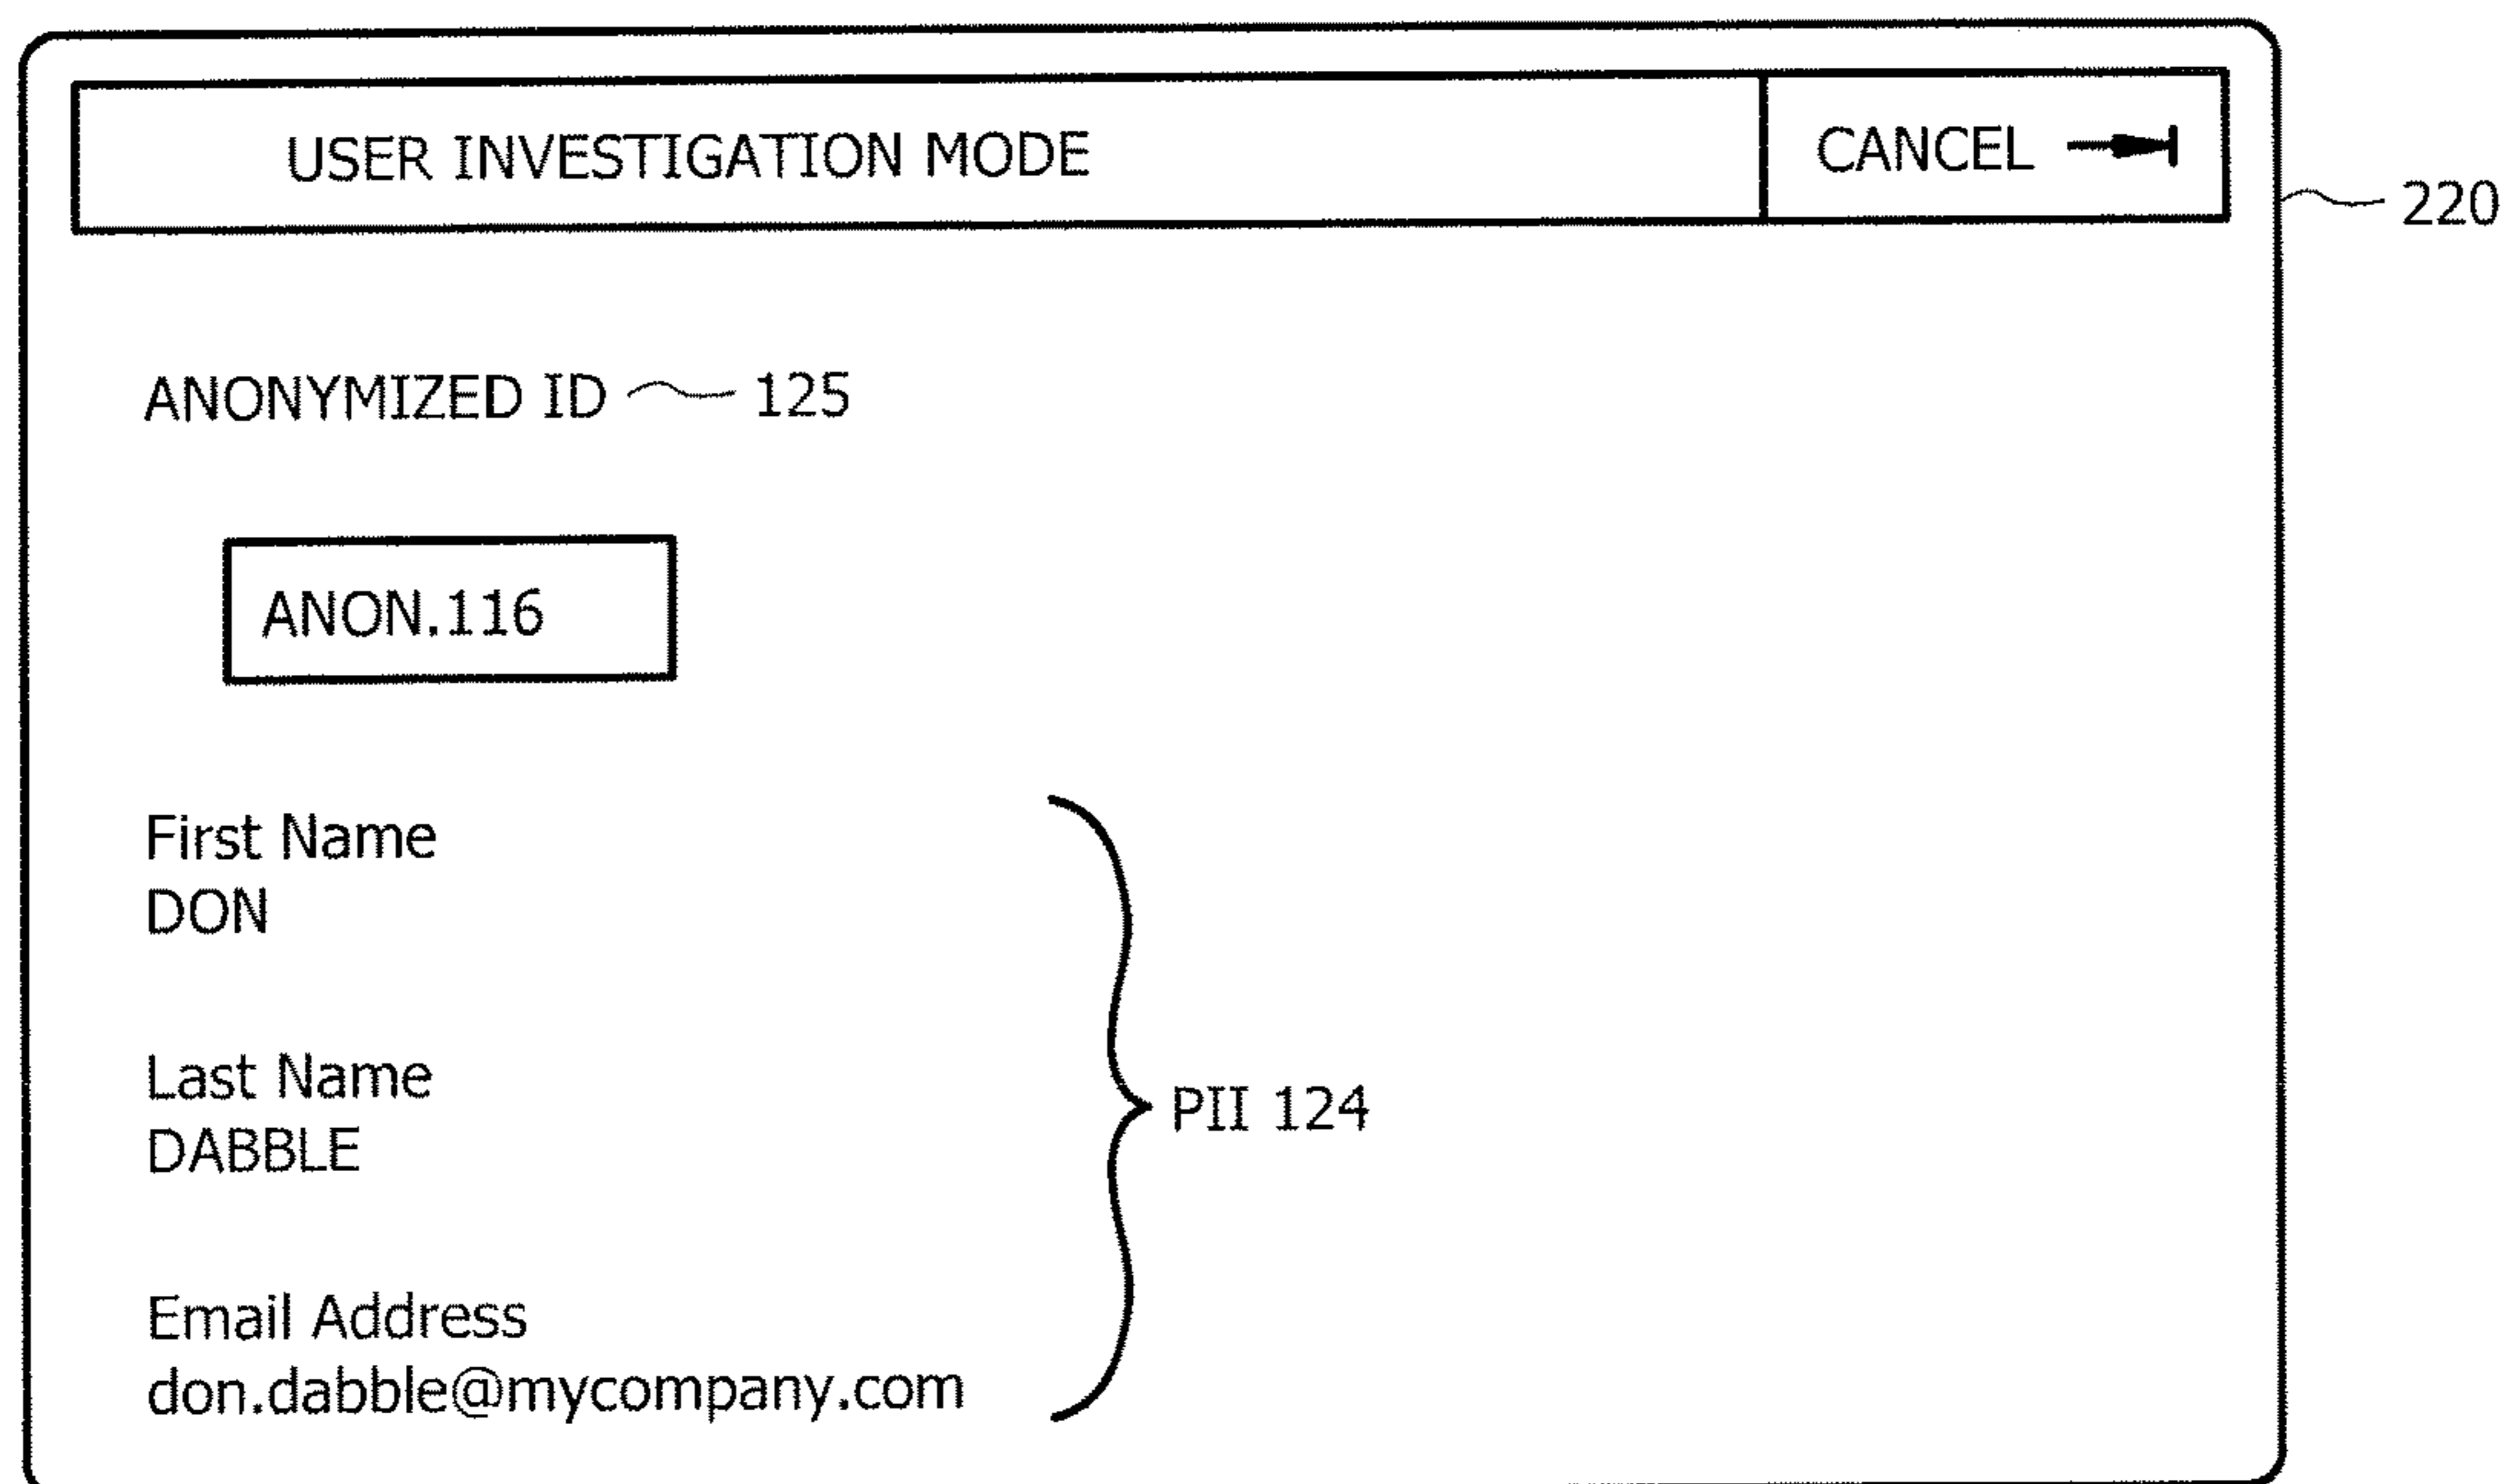 USER INVESTIGATION MODE
CANCEL
220
ANONYMIZED ID 125
ANON.116
First Name
DON
Last Name
DABBLE
PII 124
Email Address
don.dabble@mycompany.com